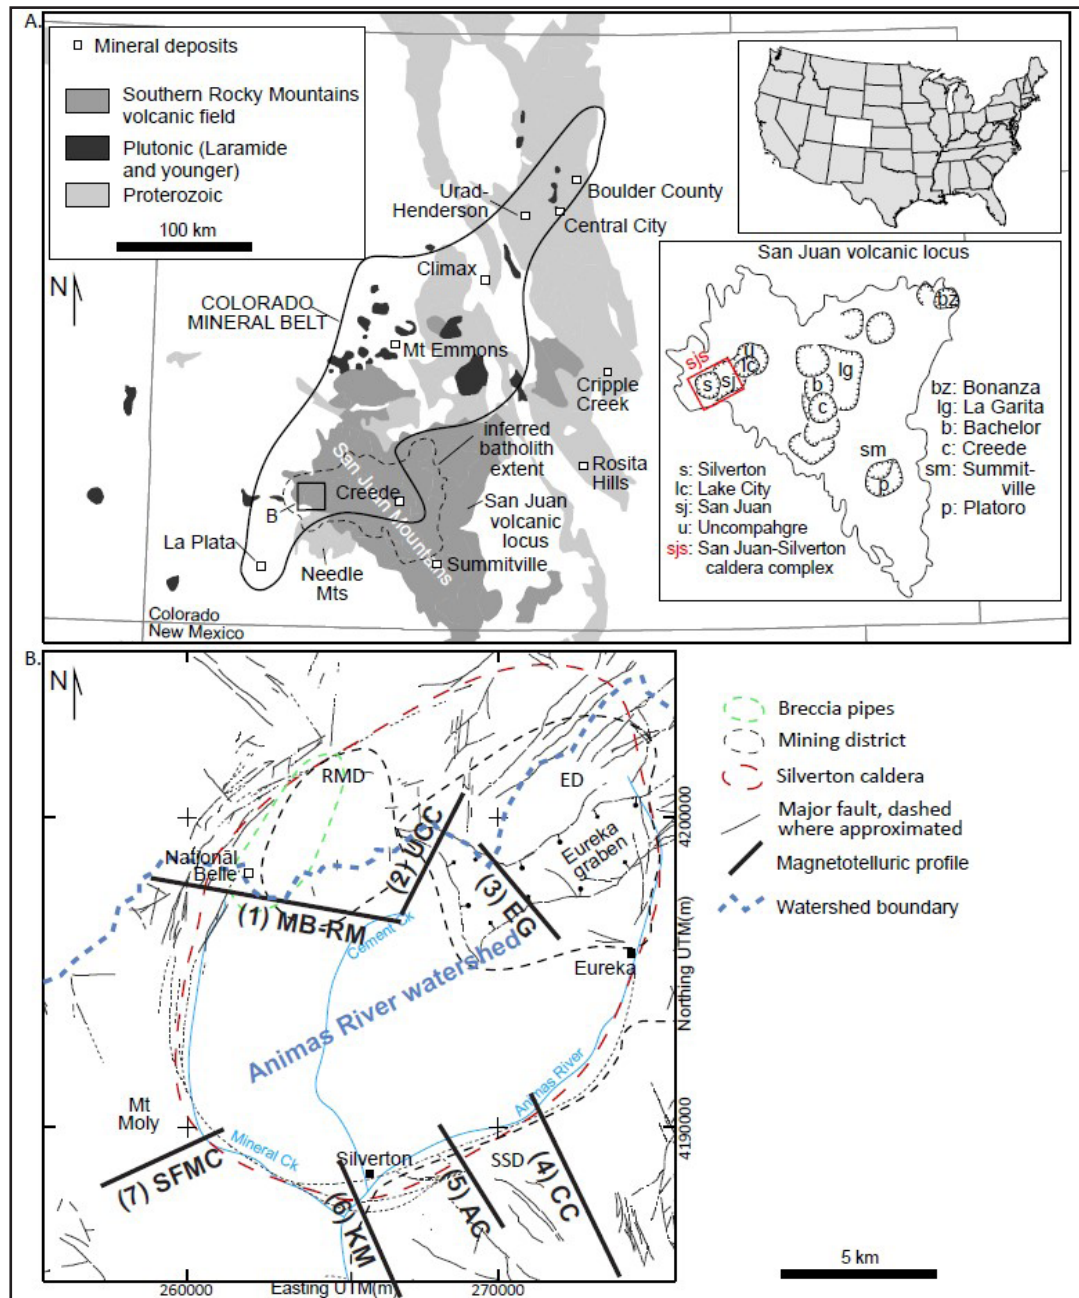 A.
Mineral deposits
Southern Rocky Mountains
volcanic field
Plutonic (Laramide
and younger)
Proterozoic
100 km
N
COLORADO
MINERAL BELT
Urad-
Henderson
Boulder County
Central City
Climax
Mt Emmons
Cripple
Creek
inferred
batholith
extent
Rosita
Hills
San Juan Mountains
Creede
San Juan
volcanic
locus
B
La Plata
Needle
Mts
Summitville
Colorado
New Mexico
San Juan volcanic locus
bz
sjs
u
lc
s
sj
lg
b
c
sm
p
bz: Bonanza
lg: La Garita
b: Bachelor
c: Creede
sm: Summit-
ville
p: Platoro
s: Silverton
lc: Lake City
sj: San Juan
u: Uncompahgre
sjs: San Juan-Silverton
caldera complex
B.
N
RMD
ED
National
Belle
Eureka
graben
(1) MB-RM
(2) UCC
(3) EG
Cement Ck
Eureka
Animas River watershed
Animas River
Mt
Moly
Mineral Ck
Silverton
SSD
(7) SFMC
(6) KM
(5) AC
(4) CC
4200000
Northing UTM(m)
4190000
260000
Easting UTM(m)
270000
Breccia pipes
Mining district
Silverton caldera
Major fault, dashed
where approximated
Magnetotelluric profile
Watershed boundary
5 km